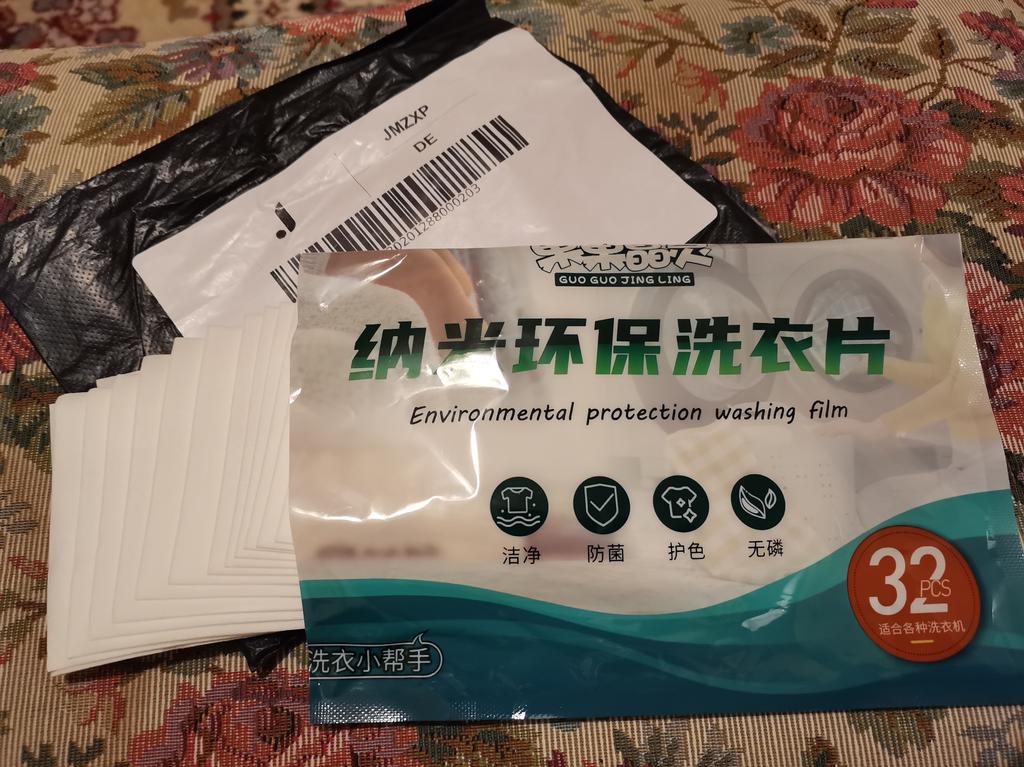 JMZXP
DE
GUO GUO JING LING
纳米环保洗衣片
Environmental protection washing film
洁净
防菌
护色
无磷
32 PCS
适合各种洗衣机
洗衣小帮手